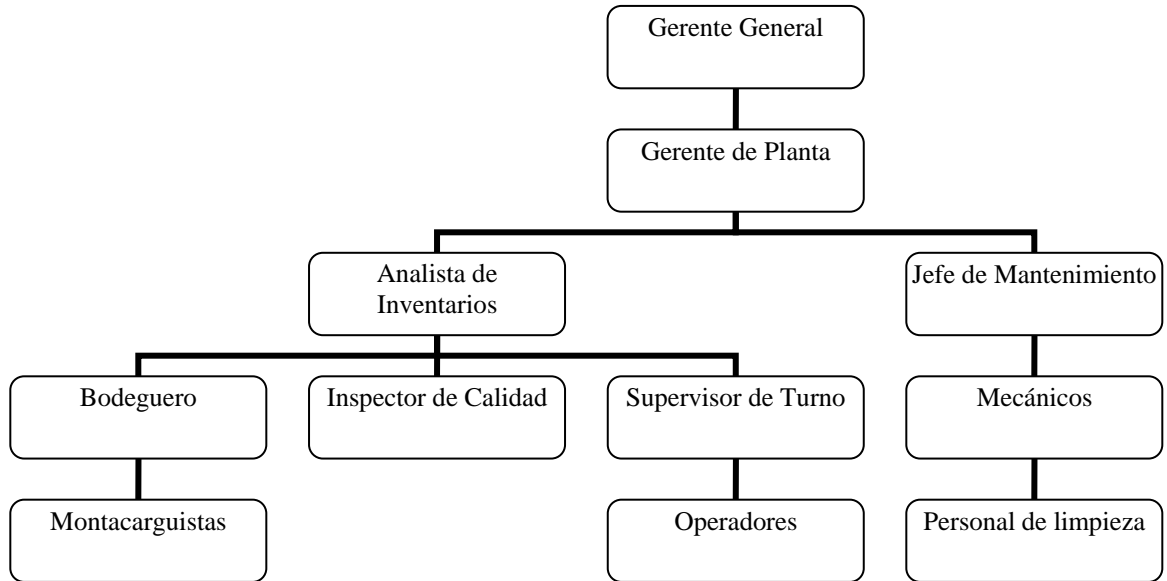 Gerente General
Gerente de Planta
Analista de
Inventarios
Jefe de Mantenimiento
Bodeguero
Inspector de Calidad
Supervisor de Turno
Mecánicos
Montacarguistas
Operadores
Personal de limpieza